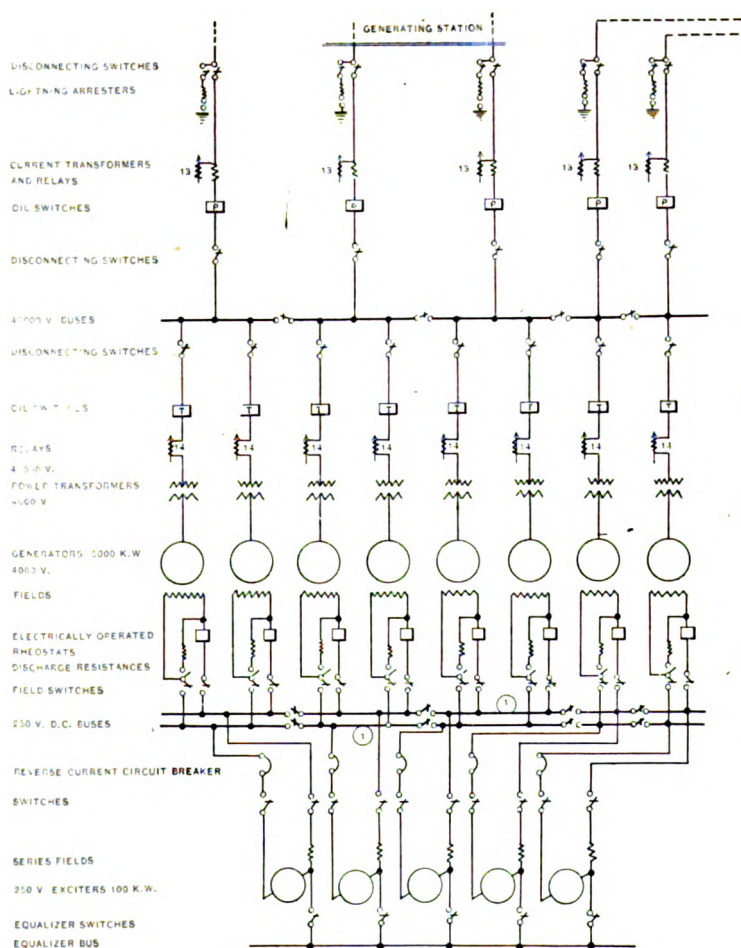 GENERATING STATION
DISCONNECTING SWITCHES
LIGHTNING ARRESTERS
CURRENT TRANSFORMERS
AND RELAYS
13 13 13 13 13
OIL SWITCHES
P P P P P
DISCONNECTING SWITCHES
V. BUSES
DISCONNECTING SWITCHES
T T T T T T T
RELAYS
14 14 14 14 14 14 14 14
V.
POWER TRANSFORMERS
4000 V
GENERATORS 5000 K.W
4000 V.
FIELDS
ELECTRICALLY OPERATED
RHEOSTATS
DISCHARGE RESISTANCES
FIELD SWITCHES
1
250 V. D.C. BUSES
1
REVERSE CURRENT CIRCUIT BREAKER
SWITCHES
SERIES FIELDS
250 V EXCITERS 100 K.W.
EQUALIZER SWITCHES
EQUALIZER BUS